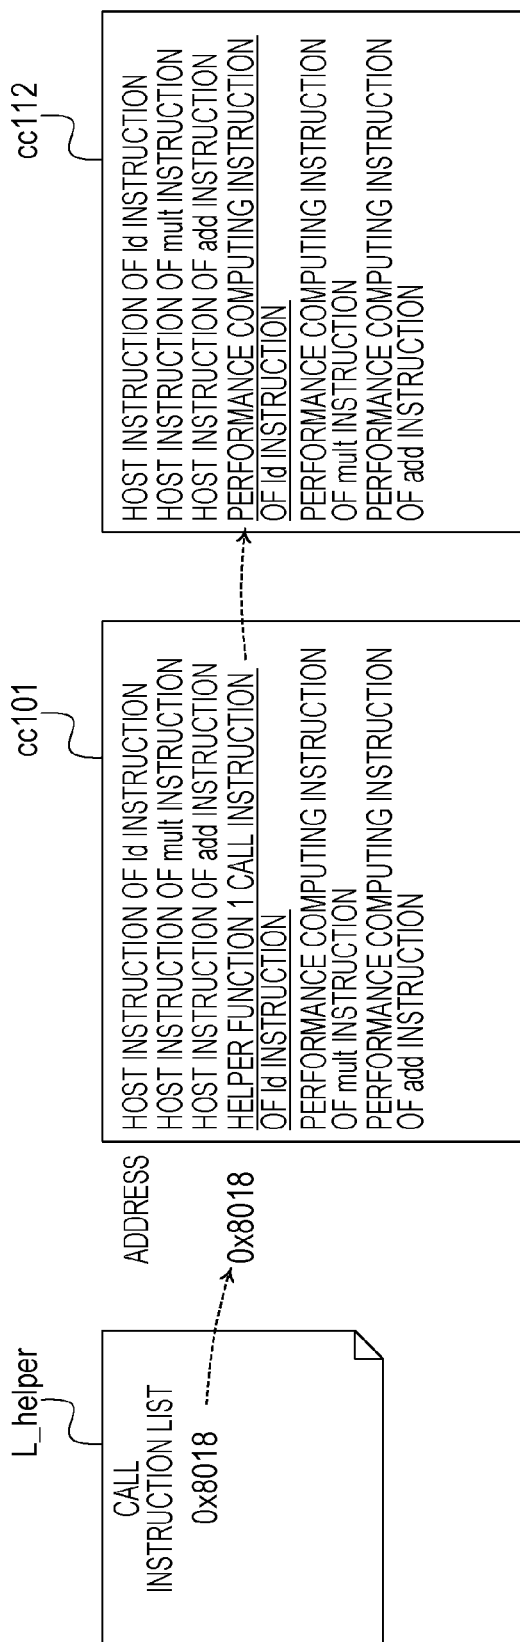 L_helper
CALL
INSTRUCTION LIST
0x8018
ADDRESS
0x8018
cc101
HOST INSTRUCTION OF ld INSTRUCTION
HOST INSTRUCTION OF mult INSTRUCTION
HOST INSTRUCTION OF add INSTRUCTION
HELPER FUNCTION 1 CALL INSTRUCTION
OF ld INSTRUCTION
PERFORMANCE COMPUTING INSTRUCTION
OF mult INSTRUCTION
PERFORMANCE COMPUTING INSTRUCTION
OF add INSTRUCTION
cc112
HOST INSTRUCTION OF ld INSTRUCTION
HOST INSTRUCTION OF mult INSTRUCTION
HOST INSTRUCTION OF add INSTRUCTION
PERFORMANCE COMPUTING INSTRUCTION
OF ld INSTRUCTION
PERFORMANCE COMPUTING INSTRUCTION
OF mult INSTRUCTION
PERFORMANCE COMPUTING INSTRUCTION
OF add INSTRUCTION